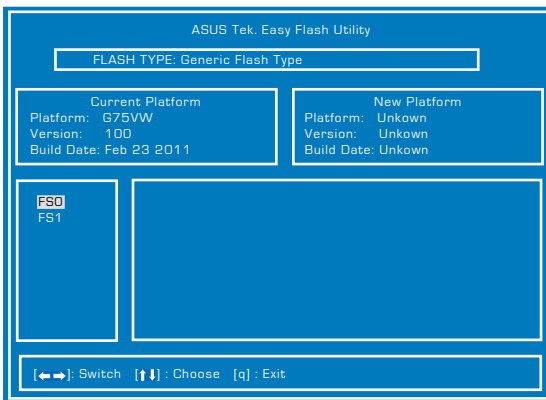 ASUS Tek. Easy Flash Utility
FLASH TYPE: Generic Flash Type
Current Platform
Platform: G75VW
Version: 100
Build Date: Feb 23 2011
New Platform
Platform: Unkown
Version: Unkown
Build Date: Unkown
FS0
FS1
[←→]: Switch [↑↓] : Choose [q] : Exit